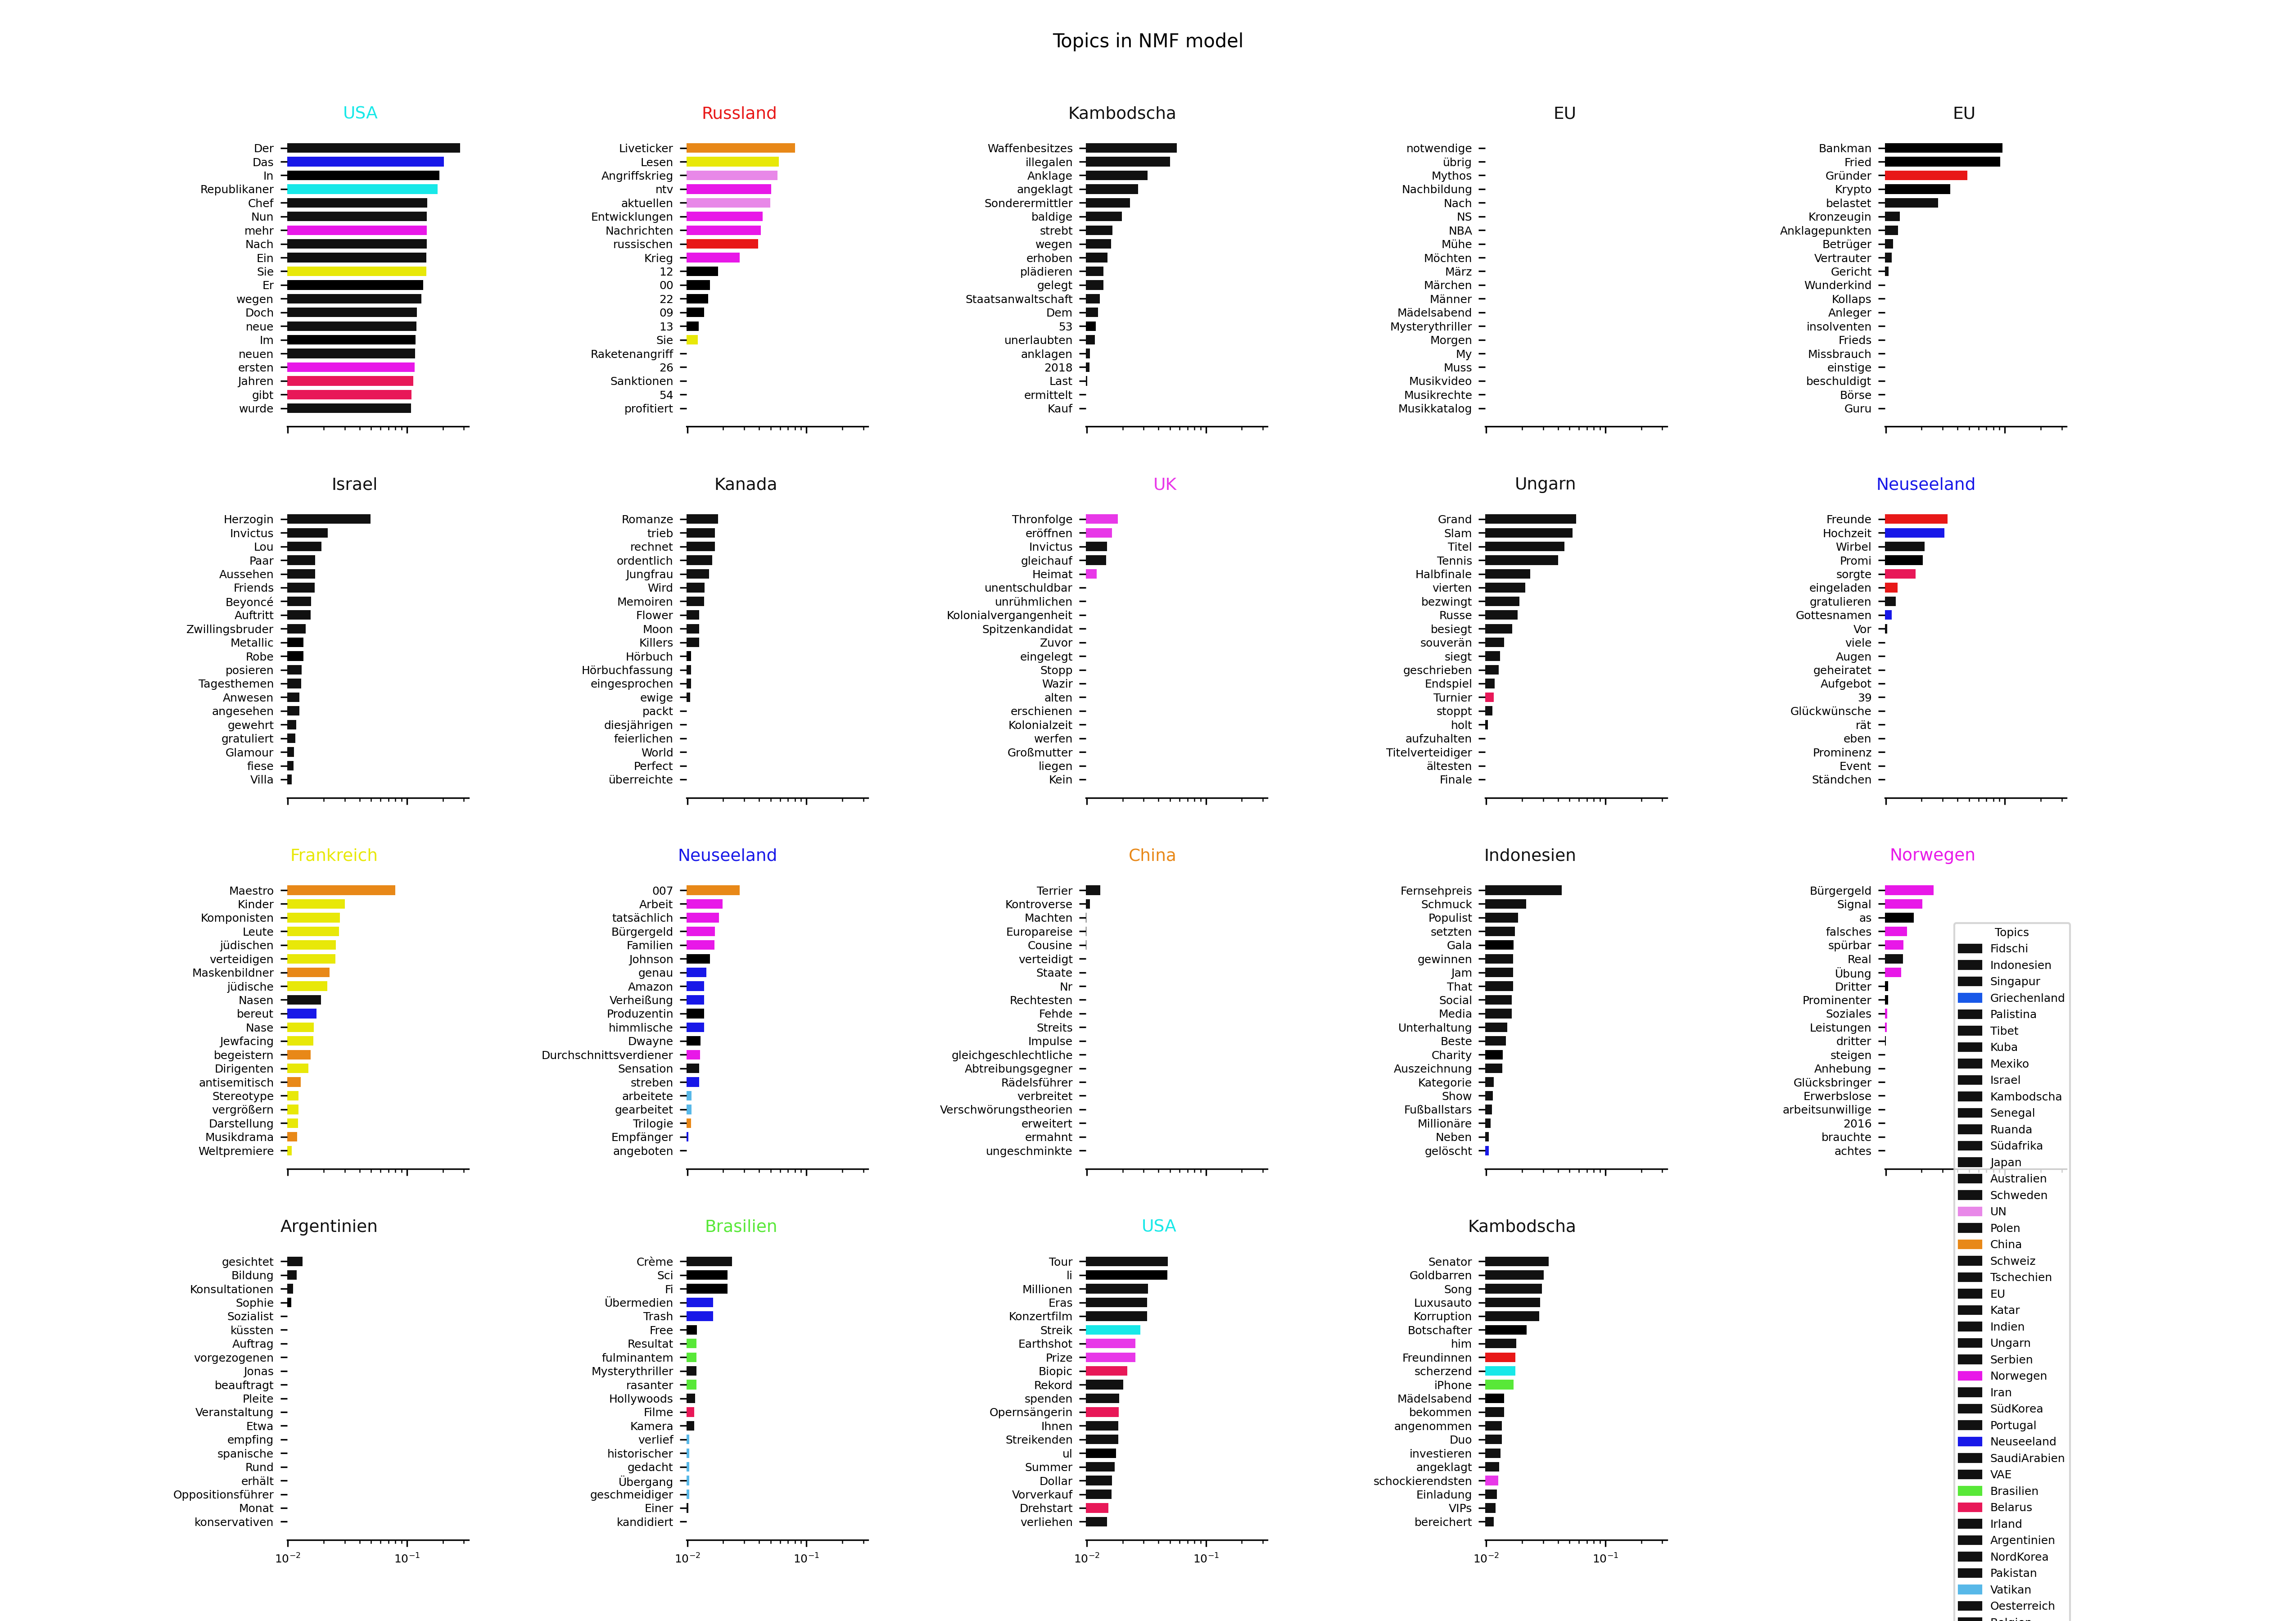 Topics in NMF model
USA
Der
Das
In
Republikaner
Chef
Nun
mehr
Nach
Ein
Sie
Er
wegen
Doch
neue
Im
neuen
ersten
Jahren
gibt
wurde
Russland
Liveticker
Lesen
Angriffskrieg
ntv
aktuellen
Entwicklungen
Nachrichten
russischen
Krieg
12
00
22
09
13
Sie
Raketenangriff
26
Sanktionen
54
profitiert
Kambodscha
Waffenbesitzes
illegalen
Anklage
angeklagt
Sonderermittler
baldige
strebt
wegen
erhoben
plädieren
gelegt
Staatsanwaltschaft
Dem
53
unerlaubten
anklagen
2018
Last
ermittelt
Kauf
EU
notwendige
übrig
Mythos
Nachbildung
Nach
NS
NBA
Mühe
Möchten
März
Märchen
Männer
Mädelsabend
Mysterythriller
Morgen
My
Muss
Musikvideo
Musikrechte
Musikkatalog
EU
Bankman
Fried
Gründer
Krypto
belastet
Kronzeugin
Anklagepunkten
Betrüger
Vertrauter
Gericht
Wunderkind
Kollaps
Anleger
insolventen
Frieds
Missbrauch
einstige
beschuldigt
Börse
Guru
Israel
Herzogin
Invictus
Lou
Paar
Aussehen
Friends
Beyoncé
Auftritt
Zwillingsbruder
Metallic
Robe
posieren
Tagesthemen
Anwesen
angesehen
gewehrt
gratuliert
Glamour
fiese
Villa
Kanada
Romanze
trieb
rechnet
ordentlich
Jungfrau
Wird
Memoiren
Flower
Moon
Killers
Hörbuch
Hörbuchfassung
eingesprochen
ewige
packt
diesjährigen
feierlichen
World
Perfect
überreichte
UK
Thronfolge
eröffnen
Invictus
gleichauf
Heimat
unentschuldbar
unrühmlichen
Kolonialvergangenheit
Spitzenkandidat
Zuvor
eingelegt
Stopp
Wazir
alten
erschienen
Kolonialzeit
werfen
Großmutter
liegen
Kein
Ungarn
Grand
Slam
Titel
Tennis
Halbfinale
vierten
bezwingt
Russe
besiegt
souverän
siegt
geschrieben
Endspiel
Turnier
stoppt
holt
aufzuhalten
Titelverteidiger
ältesten
Finale
Neuseeland
Freunde
Hochzeit
Wirbel
Promi
sorgte
eingeladen
gratulieren
Gottesnamen
Vor
viele
Augen
geheiratet
Aufgebot
39
Glückwünsche
rät
eben
Prominenz
Event
Ständchen
Frankreich
Maestro
Kinder
Komponisten
Leute
jüdischen
verteidigen
Maskenbildner
jüdische
Nasen
bereut
Nase
Jewfacing
begeistern
Dirigenten
antisemitisch
Stereotype
vergrößern
Darstellung
Musikdrama
Weltpremiere
Neuseeland
007
Arbeit
tatsächlich
Bürgergeld
Familien
Johnson
genau
Amazon
Verheißung
Produzentin
himmlische
Dwayne
Durchschnittsverdiener
Sensation
streben
arbeitete
gearbeitet
Trilogie
Empfänger
angeboten
China
Terrier
Kontroverse
Machten
Europareise
Cousine
verteidigt
Staate
Nr
Rechtesten
Fehde
Streits
Impulse
gleichgeschlechtliche
Abtreibungsgegner
Rädelsführer
verbreitet
Verschwörungstheorien
erweitert
ermahnt
ungeschminkte
Indonesien
Fernsehpreis
Schmuck
Populist
setzten
Gala
gewinnen
Jam
That
Social
Media
Unterhaltung
Beste
Charity
Auszeichnung
Kategorie
Show
Fußballstars
Millionäre
Neben
gelöscht
Norwegen
Bürgergeld
Signal
as
falsches
spürbar
Real
Übung
Dritter
Prominenter
Soziales
Leistungen
dritter
steigen
Anhebung
Glücksbringer
Erwerbslose
arbeitsunwillige
2016
brauchte
achtes
Argentinien
gesichtet
Bildung
Konsultationen
Sophie
Sozialist
küssten
Auftrag
vorgezogenen
Jonas
beauftragt
Pleite
Veranstaltung
Etwa
empfing
spanische
Rund
erhält
Oppositionsführer
Monat
konservativen
10⁻² 10⁻¹
Brasilien
Crème
Sci
Fi
Übermedien
Trash
Free
Resultat
fulminantem
Mysterythriller
rasanter
Hollywoods
Filme
Kamera
verlief
historischer
gedacht
Übergang
geschmeidiger
Einer
kandidiert
10⁻² 10⁻¹
USA
Tour
li
Millionen
Eras
Konzertfilm
Streik
Earthshot
Prize
Biopic
Rekord
spenden
Opernsängerin
Ihnen
Streikenden
ul
Summer
Dollar
Vorverkauf
Drehstart
verliehen
10⁻² 10⁻¹
Kambodscha
Senator
Goldbarren
Song
Luxusauto
Korruption
Botschafter
him
Freundinnen
scherzend
iPhone
Mädelsabend
bekommen
angenommen
Duo
investieren
angeklagt
schockierendsten
Einladung
VIPs
bereichert
10⁻² 10⁻¹
Topics
Fidschi
Indonesien
Singapur
Griechenland
Palistina
Tibet
Kuba
Mexiko
Israel
Kambodscha
Senegal
Ruanda
Südafrika
Japan
Australien
Schweden
UN
Polen
China
Schweiz
Tschechien
EU
Katar
Indien
Ungarn
Serbien
Norwegen
Iran
SüdKorea
Portugal
Neuseeland
SaudiArabien
VAE
Brasilien
Belarus
Irland
Argentinien
NordKorea
Pakistan
Vatikan
Oesterreich